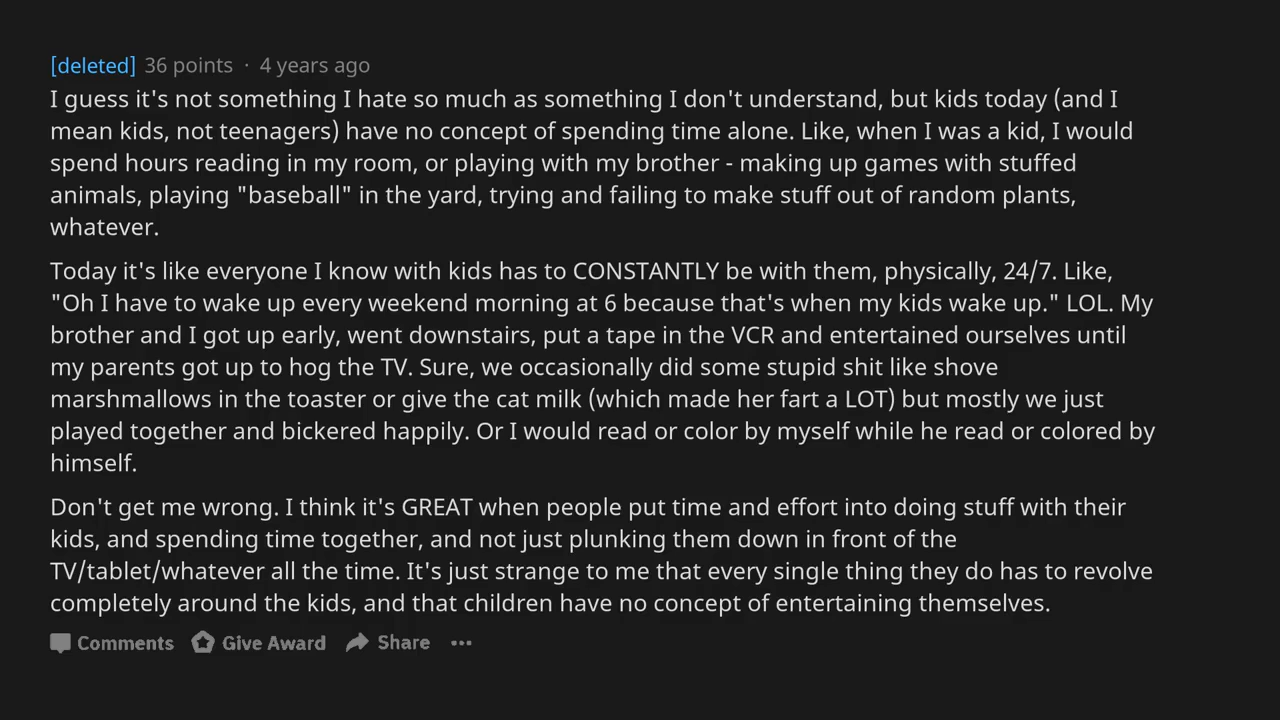 [deleted] 36 points · 4 years ago
I guess it's not something I hate so much as something I don't understand, but kids today (and I
mean kids, not teenagers) have no concept of spending time alone. Like, when I was a kid, I would
spend hours reading in my room, or playing with my brother - making up games with stuffed
animals, playing "baseball" in the yard, trying and failing to make stuff out of random plants,
whatever.
Today it's like everyone I know with kids has to CONSTANTLY be with them, physically, 24/7. Like,
"Oh I have to wake up every weekend morning at 6 because that's when my kids wake up." LOL. My
brother and I got up early, went downstairs, put a tape in the VCR and entertained ourselves until
my parents got up to hog the TV. Sure, we occasionally did some stupid shit like shove
marshmallows in the toaster or give the cat milk (which made her fart a LOT) but mostly we just
played together and bickered happily. Or I would read or color by myself while he read or colored by
himself.
Don't get me wrong. I think it's GREAT when people put time and effort into doing stuff with their
kids, and spending time together, and not just plunking them down in front of the
TV/tablet/whatever all the time. It's just strange to me that every single thing they do has to revolve
completely around the kids, and that children have no concept of entertaining themselves.
Comments Give Award Share ···